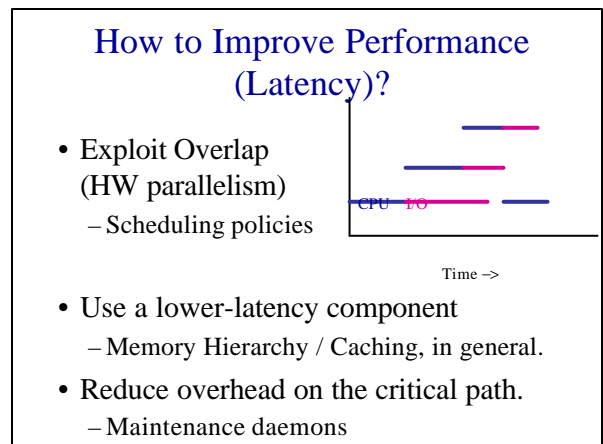 How to Improve Performance
(Latency)?
• Exploit Overlap
(HW parallelism)
– Scheduling policies
CPU I/O
Time –>
• Use a lower-latency component
– Memory Hierarchy / Caching, in general.
• Reduce overhead on the critical path.
– Maintenance daemons